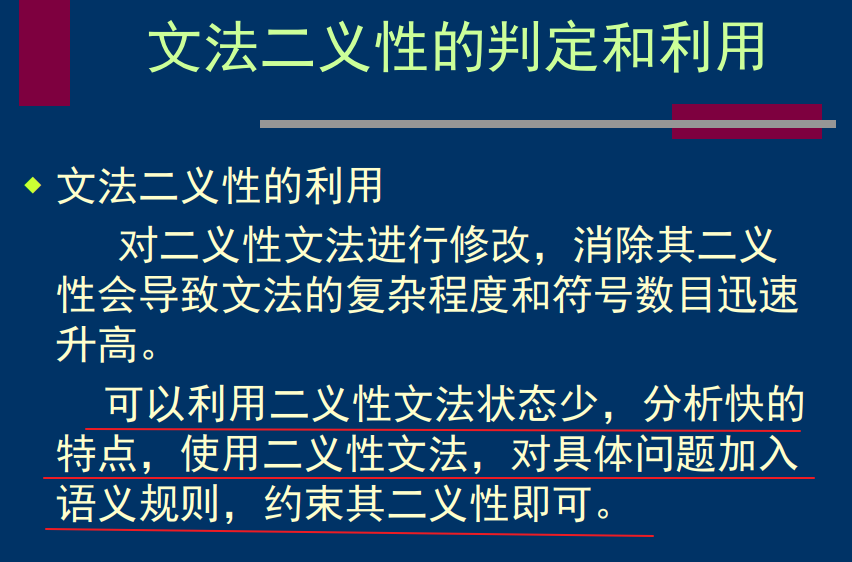 文法二义性的判定和利用
文法二义性的利用
对二义性文法进行修改，消除其二义
性会导致文法的复杂程度和符号数目迅速
升高。
可以利用二义性文法状态少，分析快的
特点，使用二义性文法，对具体问题加入
语义规则，约束其二义性即可。